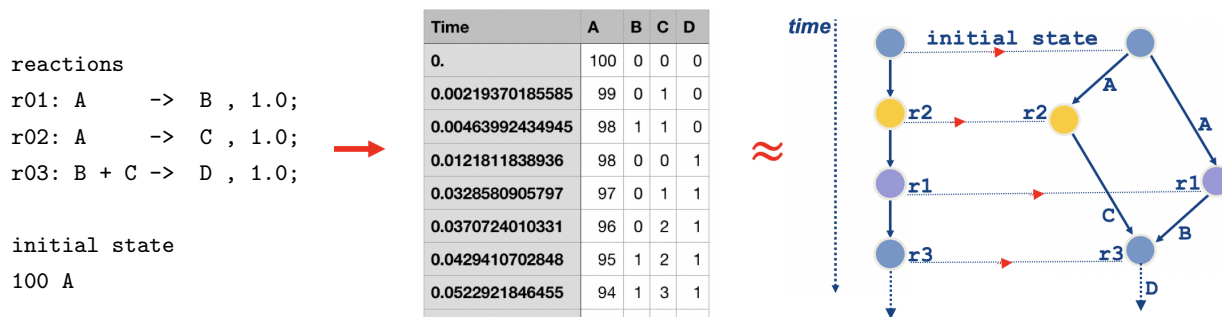 reactions
r01: A -> B , 1.0;
r02: A -> C , 1.0;
r03: B + C -> D , 1.0;
initial state
100 A
Time A B C D
0. 100 0 0 0
0.00219370185585 99 0 1 0
0.00463992434945 98 1 1 0
0.0121811838936 98 0 0 1
0.0328580905797 97 0 1 1
0.0370724010331 96 0 2 1
0.0429410702848 95 1 2 1
0.0522921846455 94 1 3 1
≈
time
initial state
A
r2 r2
A
r1 r1
C
B
r3 r3
D